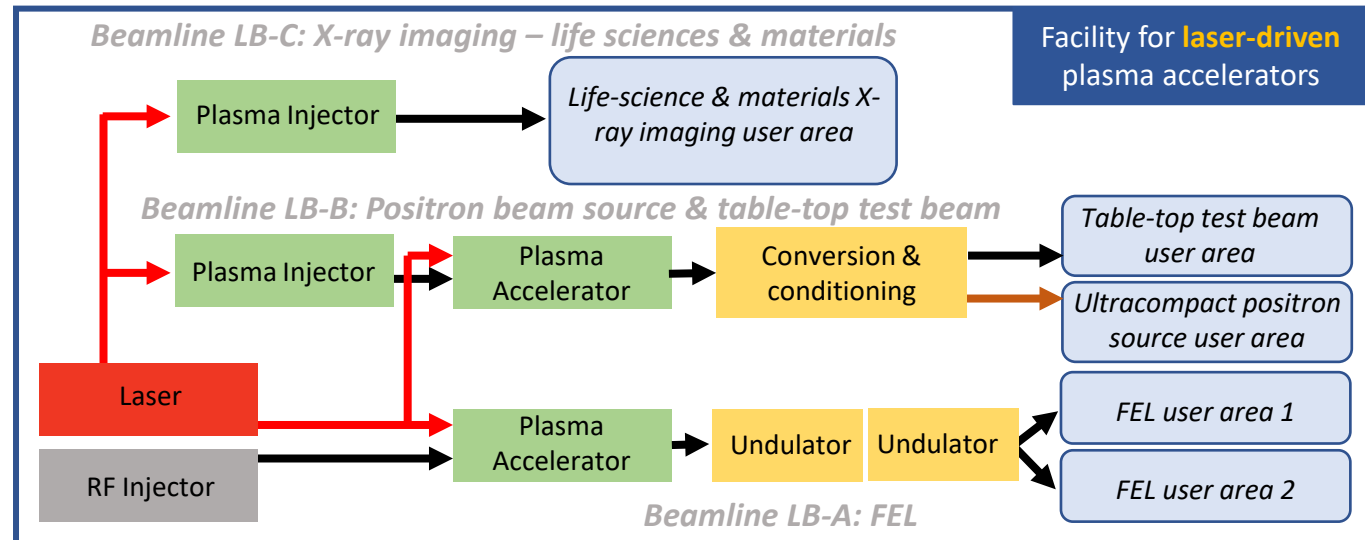 Beamline LB-C: X-ray imaging – life sciences & materials
Facility for laser-driven
plasma accelerators
Plasma Injector
Life-science & materials X-
ray imaging user area
Beamline LB-B: Positron beam source & table-top test beam
Plasma Injector
Plasma
Accelerator
Conversion &
conditioning
Table-top test beam
user area
Ultracompact positron
source user area
Laser
RF Injector
Plasma
Accelerator
Undulator
Undulator
FEL user area 1
FEL user area 2
Beamline LB-A: FEL